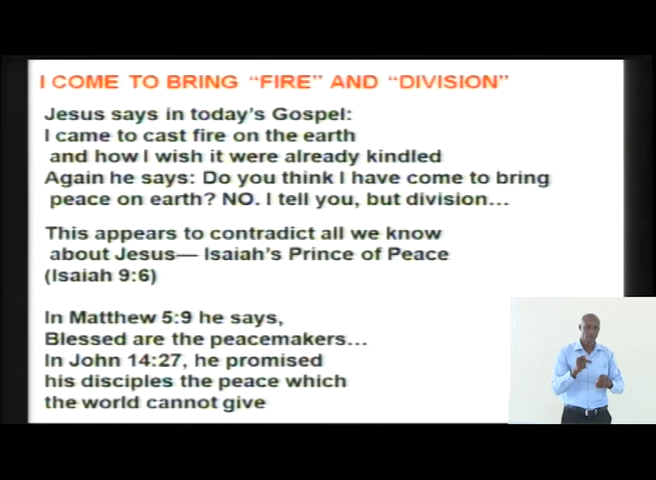 I COME TO BRING “FIRE” AND “DIVISION”
Jesus says in today's Gospel:
I came to cast fire on the earth
and how I wish it were already kindled
Again he says: Do you think I have come to bring
peace on earth? NO. I tell you, but division...
This appears to contradict all we know
about Jesus— Isaiah's Prince of Peace
(Isaiah 9:6)
In Matthew 5:9 he says,
Blessed are the peacemakers...
In John 14:27, he promised
his disciples the peace which
the world cannot give